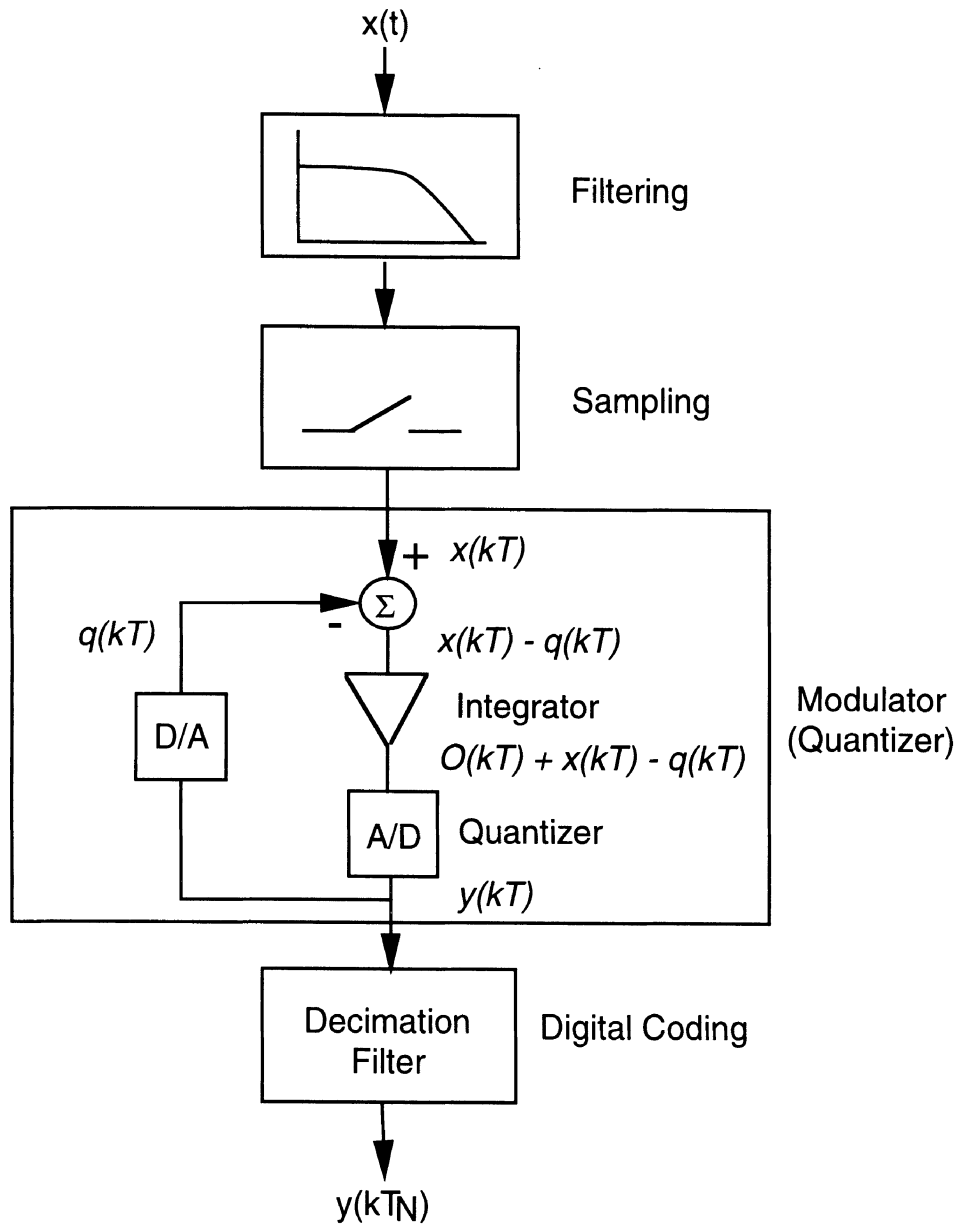 x(t)
Filtering
Sampling
+ x(kT)
Σ
-
q(kT)
x(kT) - q(kT)
D/A
Integrator
O(kT) + x(kT) - q(kT)
Modulator
(Quantizer)
A/D
Quantizer
y(kT)
Decimation
Filter
Digital Coding
y(kTN)